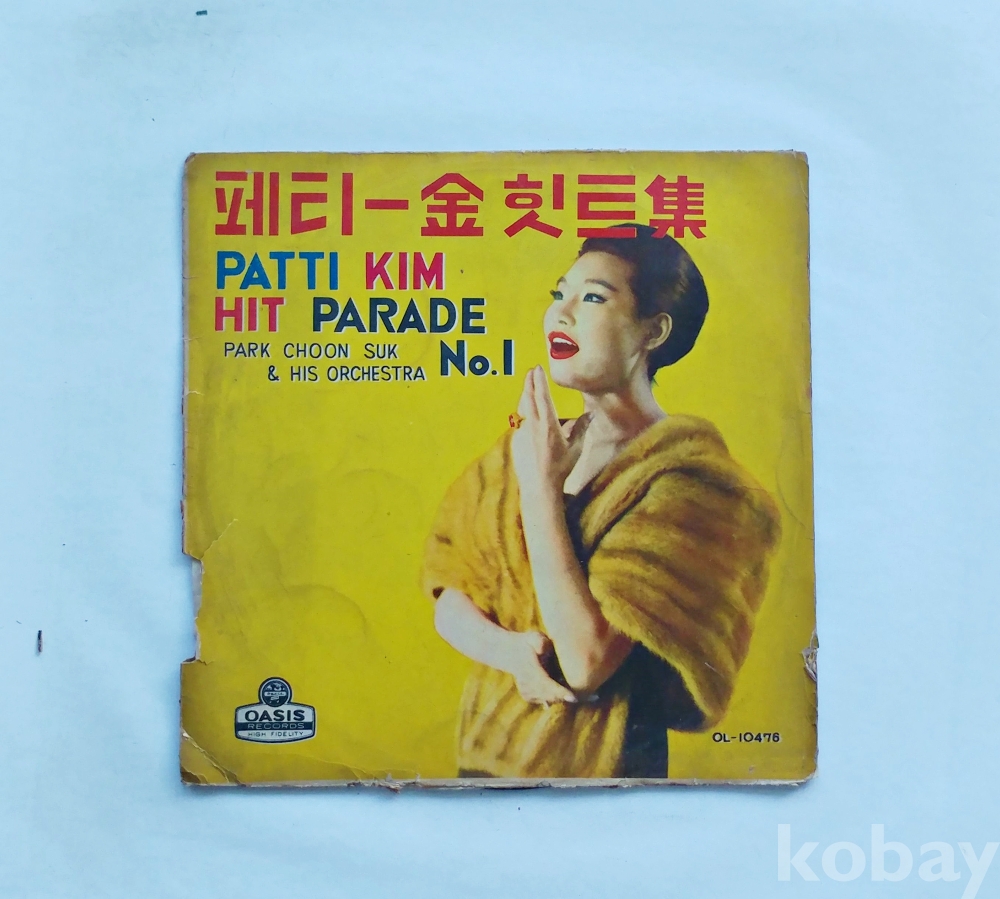 페티-金 힛트集
PATTI KIM
HIT PARADE
PARK CHOON SUK
& HIS ORCHESTRA
No.1
OASIS
RECORDS
HIGH FIDELITY
OL-10476
kobay